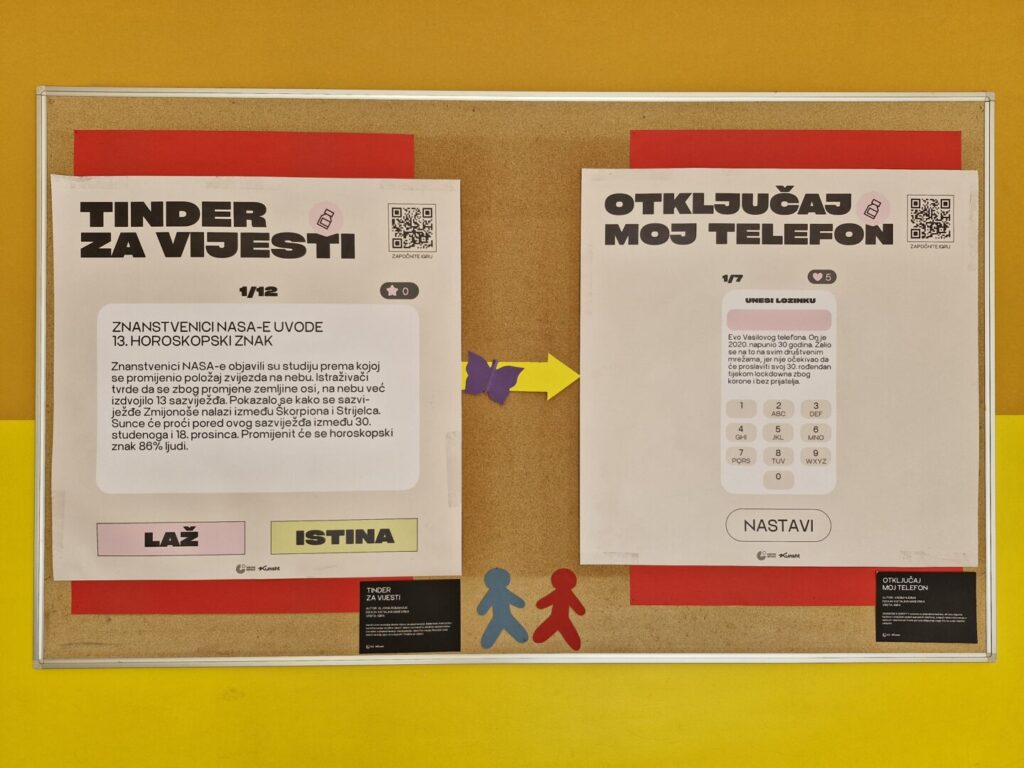 TINDER
ZA VIJESTI
ZAPOČNITE IGRU
1/12
0
ZNANSTVENICI NASA-E UVODE
13. HOROSKOPSKI ZNAK
Znanstvenici NASA-e objavili su studiju prema kojoj
se promijenio položaj zvijezda na nebu. Istraživači
tvrde da se zbog promjene zemljine osi, na nebu već
izdvojilo 13 sazviježđa. Pokazalo se kako se sazvi-
ježđe Zmijonoše nalazi između Škorpiona i Strijelca.
Sunce će proći pored ovog sazviježđa između 30.
studenoga i 18. prosinca. Promijenit će se horoskopski
znak 86% ljudi.
LAŽ
ISTINA
TINDER
ZA VIJESTI
OTKLJUČAJ
MOJ TELEFON
ZAPOČNITE IGRU
1/7
5
UNESI LOZINKU
Evo Vasilovog telefona. On je
2020. napunio 30 godina. Žalio
se na to na svim društvenim
mrežama, jer nije očekivao da
će proslaviti svoj 30. rođendan
tijekom lockdowna zbog
korone i bez prijatelja.
1 2 ABC 3 DEF
4 GHI 5 JKL 6 MNO
7 PQRS 8 TUV 9 WXYZ
0
NASTAVI
OTKLJUČAJ
MOJ TELEFON